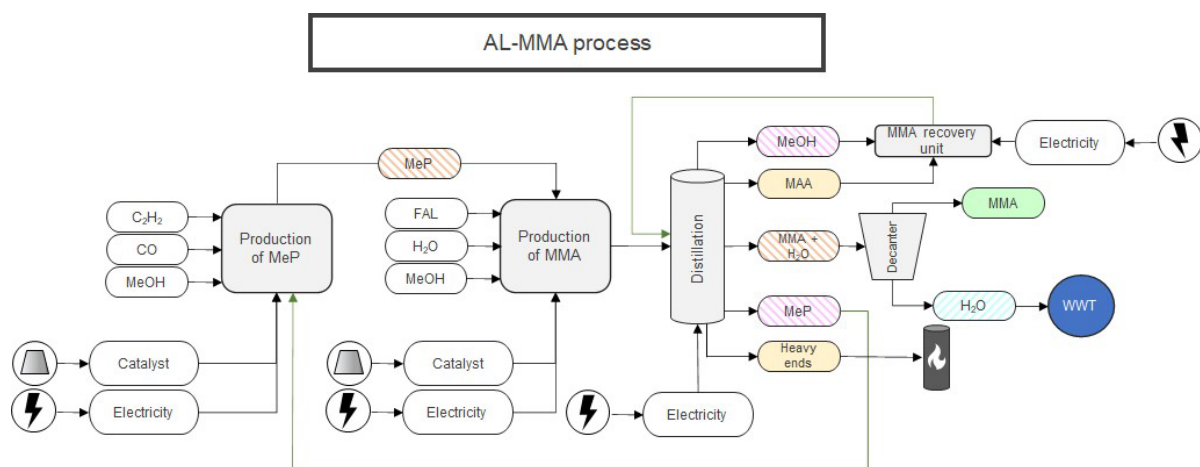 AL-MMA process
MeP
C₂H₂
CO
MeOH
Production
of MeP
Catalyst
Electricity
FAL
H₂O
MeOH
Production
of MMA
Catalyst
Electricity
Distilation
Electricity
MeOH
MAA
MMA +
H₂O
MeP
Heavy
ends
MMA recovery
unit
Electricity
Decanter
MMA
H₂O
WWT